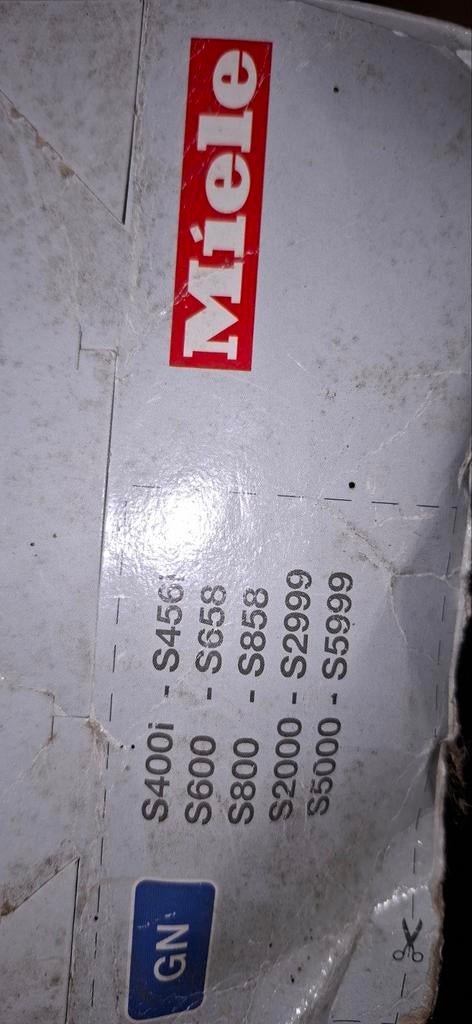 Miele
GN
S400i - S456i
S600 - S658
S800 - S858
S2000 - S2999
S5000 - S5999